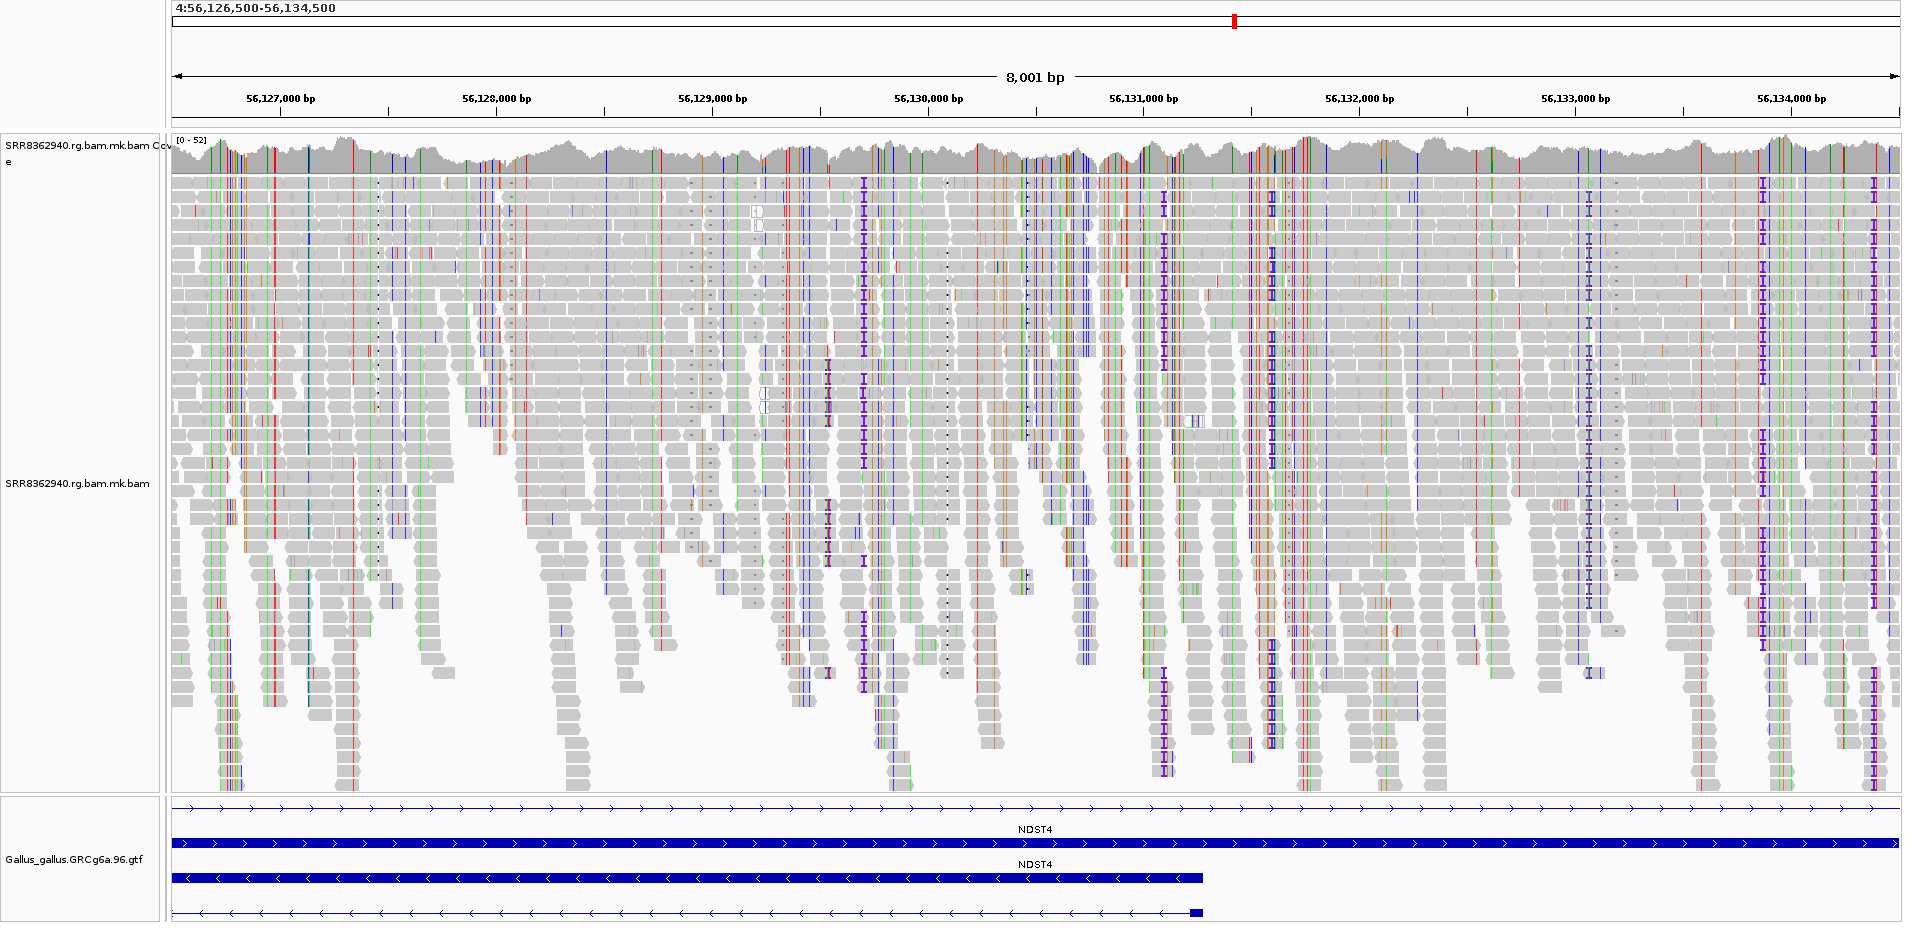 4:56,126,500-56,134,500
8,001 bp
56,127,000 bp 56,128,000 bp 56,129,000 bp 56,130,000 bp 56,131,000 bp 56,132,000 bp 56,133,000 bp 56,134,000 bp
SRR8362940.rg.bam.mk.bam Cov
e
[0 - 52]
SRR8362940.rg.bam.mk.bam
NDST4
Gallus_gallus.GRCg6a.96.gtf
NDST4